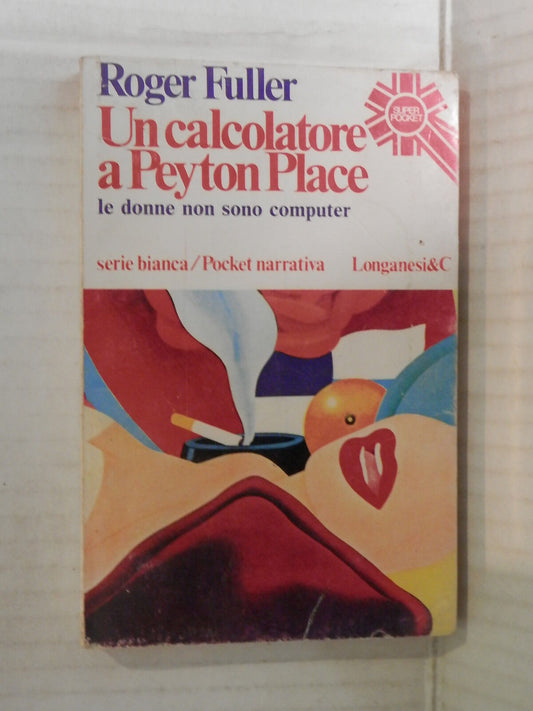 Roger Fuller
Un calcolatore
a Peyton Place
le donne non sono computer
SUPER
POCKET
serie bianca/Pocket narrativa Longanesi&C